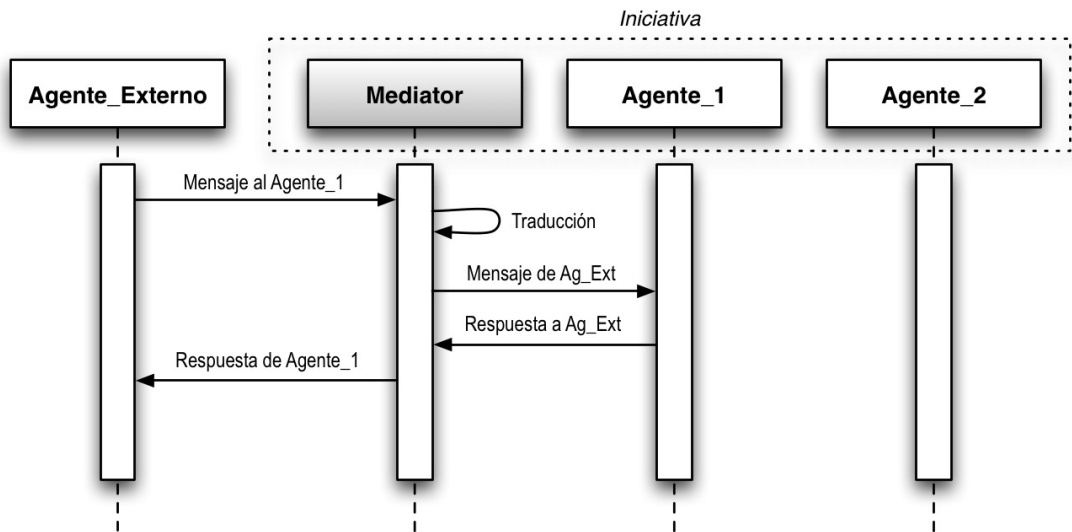 Iniciativa
Agente_Externo
Mediator
Agente_1
Agente_2
Mensaje al Agente_1
Traducción
Mensaje de Ag_Ext
Respuesta a Ag_Ext
Respuesta de Agente_1